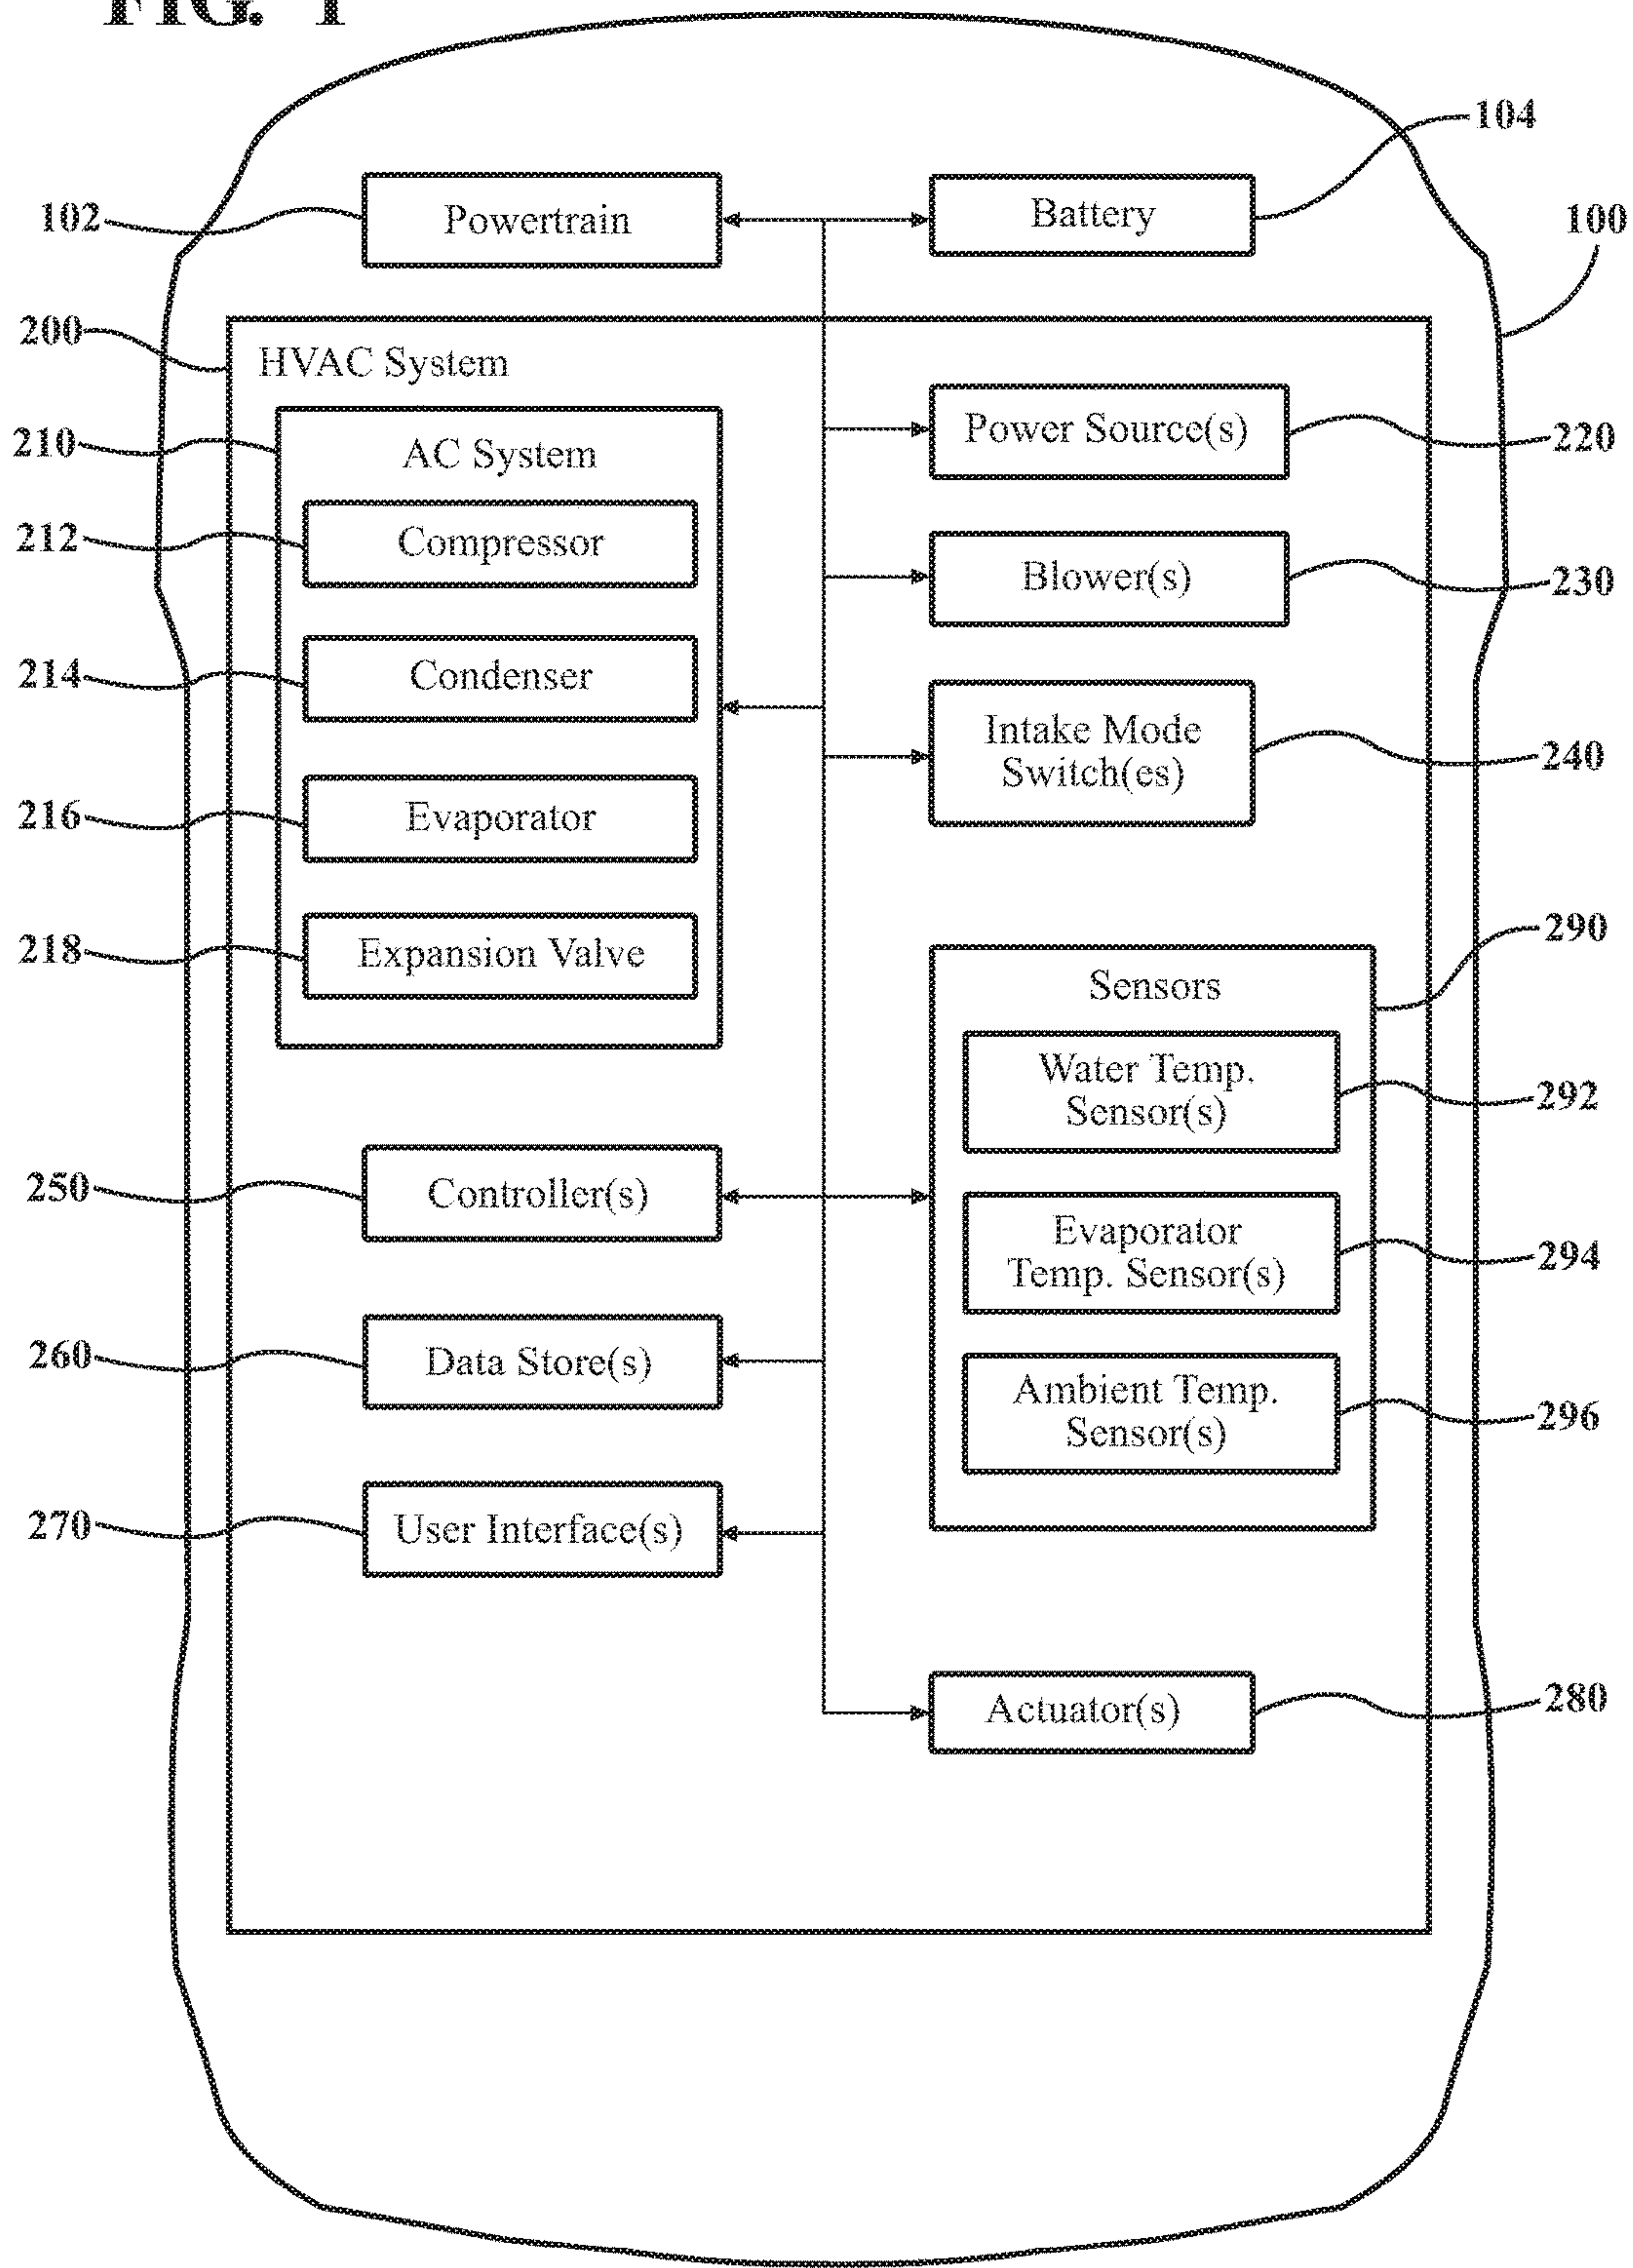 FIG. 1
104
102
Powertrain
Battery
100
200
HVAC System
210
AC System
Power Source(s)
220
212
Compressor
Blower(s)
230
214
Condenser
Intake Mode
Switch(es)
240
216
Evaporator
218
Expansion Valve
290
Sensors
Water Temp.
Sensor(s)
292
250
Controller(s)
Evaporator
Temp. Sensor(s)
294
260
Data Store(s)
Ambient Temp.
Sensor(s)
296
270
User Interface(s)
Actuator(s)
280